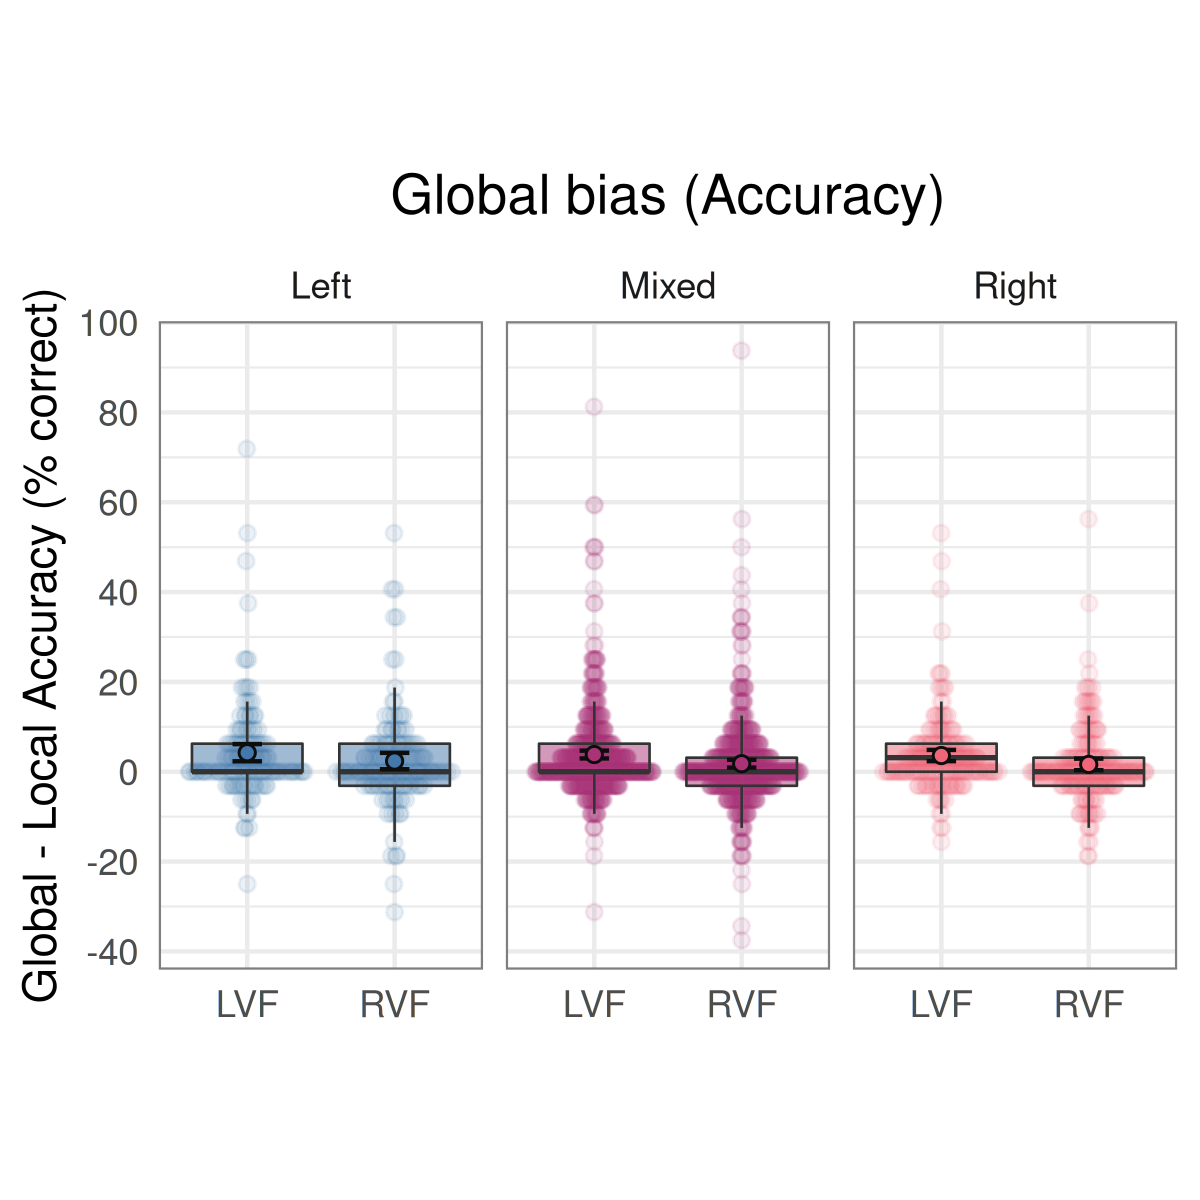 Global bias (Accuracy)
Left Mixed Right
Global - Local Accuracy (% correct)
100
80
60
40
20
0
-20
-40
LVF RVF LVF RVF LVF RVF